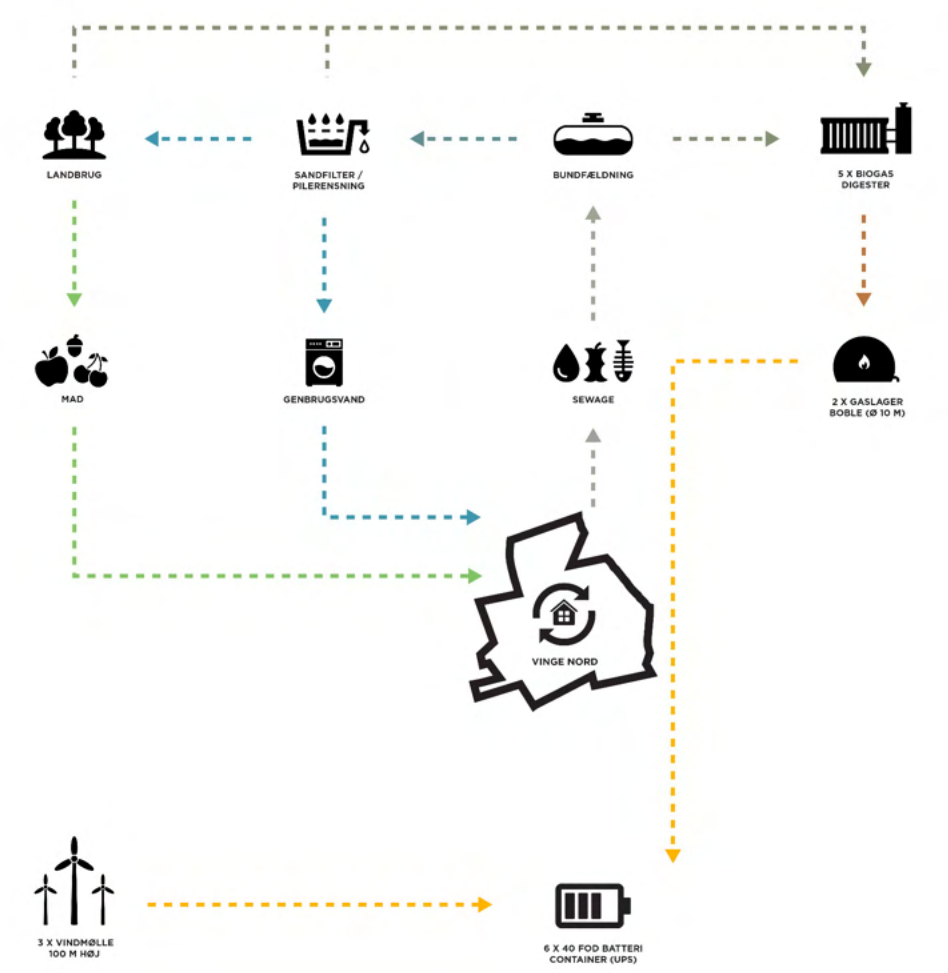 LANDBRUG
SANDFILTER /
PILERENSNING
BUNDFÆLDNING
5 X BIOGAS
DIGESTER
MAD
GENBRUGSVAND
SEWAGE
2 X GASLAGER
BOBLE (Ø 10 M)
VINGE NORD
3 X VINDMØLLE
100 M HØJ
6 X 40 FOD BATTERI
CONTAINER (UPS)